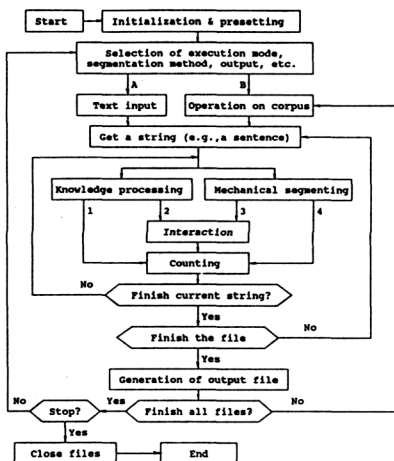 Start
Initialization & presetting
Selection of execution mode,
segmentation method, output, etc.
A
B
Text input
Operation on corpus
Get a string (e.g.,a sentence)
Knowledge processing
Mechanical segmenting
1
2
3
4
Interaction
Counting
No
Finish current string?
Yes
No
Finish the file
Yes
Generation of output file
No
Stop?
Yes
Finish all files?
No
Yes
Close files
End